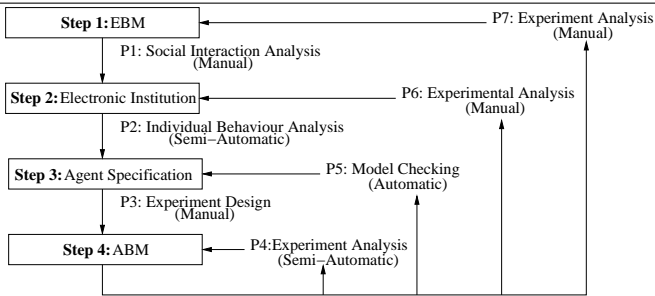 Step 1: EBM
P7: Experiment Analysis
(Manual)
P1: Social Interaction Analysis
(Manual)
Step 2: Electronic Institution
P6: Experimental Analysis
(Manual)
P2: Individual Behaviour Analysis
(Semi−Automatic)
Step 3: Agent Specification
P5: Model Checking
(Automatic)
P3: Experiment Design
(Manual)
Step 4: ABM
P4:Experiment Analysis
(Semi−Automatic)